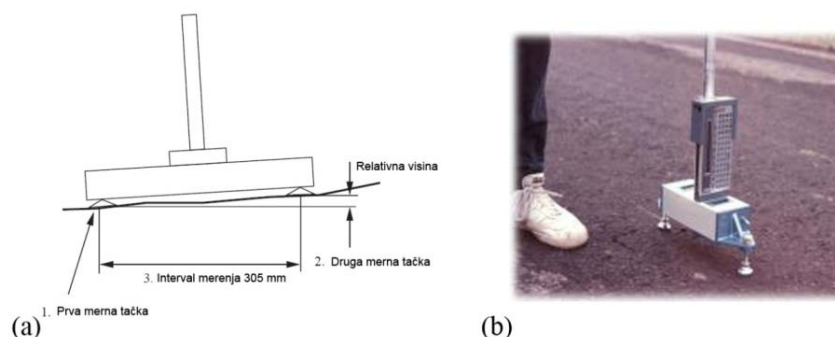 Relativna visina
2. Druga merna tačka
3. Interval merenja 305 mm
1. Prva merna tačka
(a)
(b)